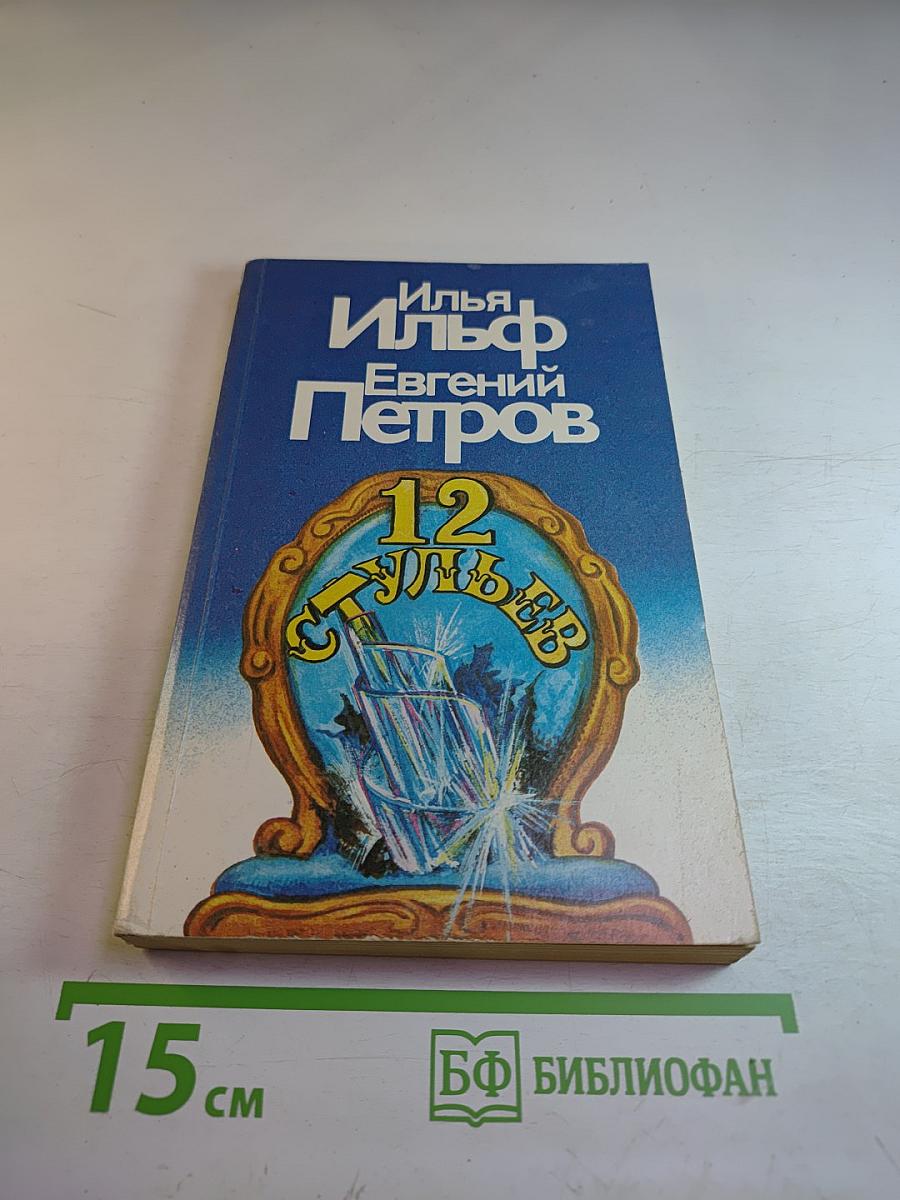 Илья
Ильф
Евгений
Петров
12
СТУЛЬЕВ
15 см
БФ БИБЛИОФАН